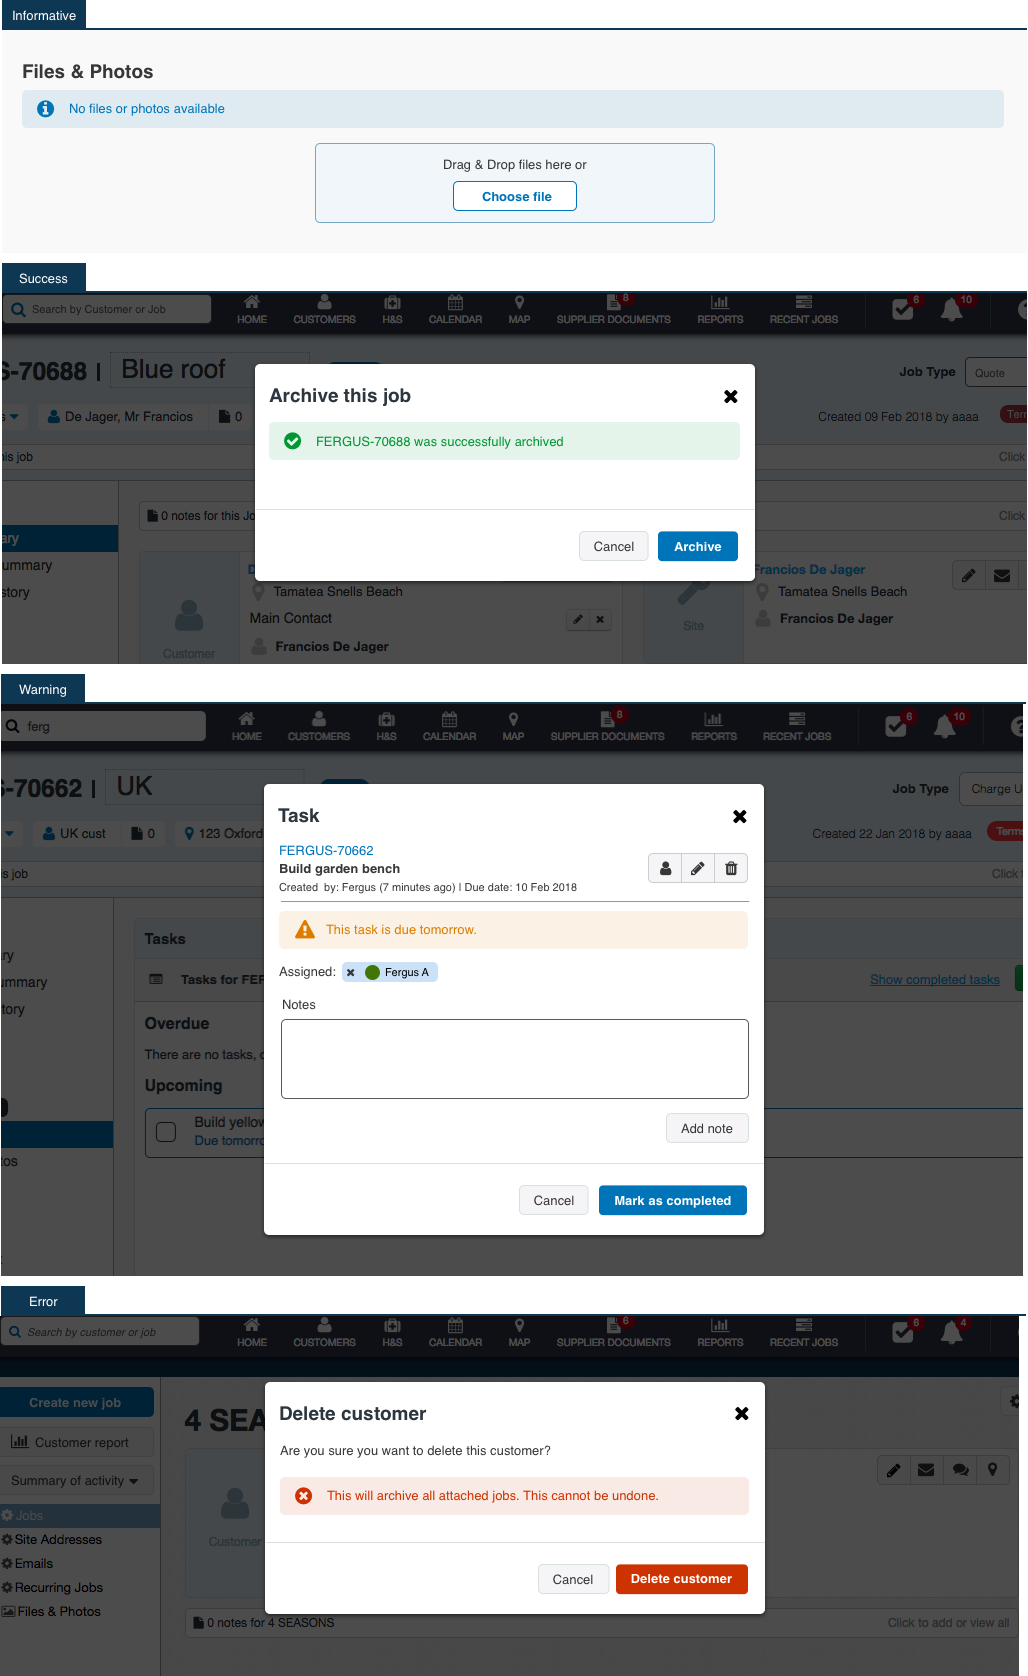 Informative
Files & Photos
No files or photos available
Drag & Drop files here or
Choose file
Success
Search by Customer or Job
HOME CUSTOMERS H&S CALENDAR MAP SUPPLIER DOCUMENTS 8 REPORTS RECENT JOBS 6 10
S-70688 | Blue roof
Job Type Quote
De Jager, Mr Francios 0
Created 09 Feb 2018 by aaaa
Archive this job
FERGUS-70688 was successfully archived
Cancel Archive
his job
Click
0 notes for this Jo
Click
ary
ummary
story
Customer
Tamatea Snells Beach
Main Contact
Francios De Jager
Site
Francios De Jager
Tamatea Snells Beach
Francios De Jager
Warning
ferg
HOME CUSTOMERS H&S CALENDAR MAP SUPPLIER DOCUMENTS 8 REPORTS RECENT JOBS 6 10
S-70662 | UK
Job Type Charge U
UK cust 0 123 Oxford
Created 22 Jan 2018 by aaaa Terms
s job
Click
Task
FERGUS-70662
Build garden bench
Created by: Fergus (7 minutes ago) | Due date: 10 Feb 2018
This task is due tomorrow.
Assigned: Fergus A
Notes
Add note
Cancel Mark as completed
ry
ummary
tory
tos
Tasks
Tasks for FER
Show completed tasks
Overdue
There are no tasks, c
Upcoming
Build yellow
Due tomorro
Error
Search by customer or job
HOME CUSTOMERS H&S CALENDAR MAP SUPPLIER DOCUMENTS 6 REPORTS RECENT JOBS 6 4
Create new job
Customer report
Summary of activity
Jobs
Site Addresses
Emails
Recurring Jobs
Files & Photos
4 SEA
Customer
Delete customer
Are you sure you want to delete this customer?
This will archive all attached jobs. This cannot be undone.
Cancel Delete customer
0 notes for 4 SEASONS
Click to add or view all